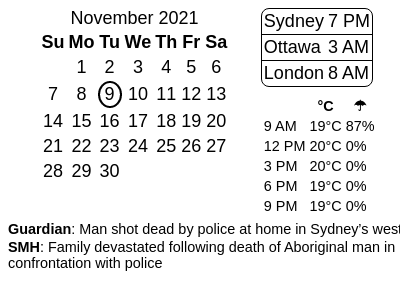 November 2021
Su Mo Tu We Th Fr Sa
1 2 3 4 5 6
7 8 9 10 11 12 13
14 15 16 17 18 19 20
21 22 23 24 25 26 27
28 29 30
Sydney 7 PM
Ottawa 3 AM
London 8 AM
°C ☂
9 AM 19°C 87%
12 PM 20°C 0%
3 PM 20°C 0%
6 PM 19°C 0%
9 PM 19°C 0%
Guardian: Man shot dead by police at home in Sydney’s west
SMH: Family devastated following death of Aboriginal man in
confrontation with police